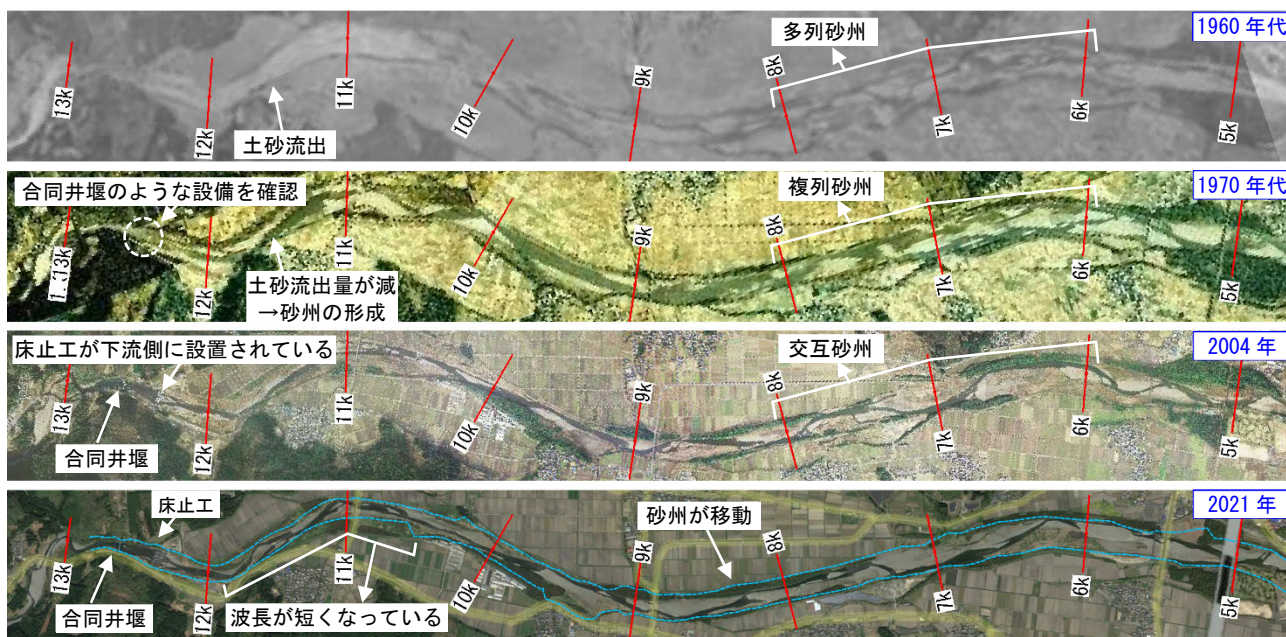 1960 年代
多列砂州
13k
12k
11k
10k
9k
8k
7k
6k
5k
土砂流出
1970 年代
合同井堰のような設備を確認
複列砂州
13k
12k
11k
10k
9k
8k
7k
6k
5k
土砂流出量が減
→砂州の形成
2004 年
床止工が下流側に設置されている
交互砂州
13k
12k
11k
10k
9k
8k
7k
6k
5k
合同井堰
2021 年
床止工
砂州が移動
13k
12k
11k
10k
9k
8k
7k
6k
5k
合同井堰
波長が短くなっている